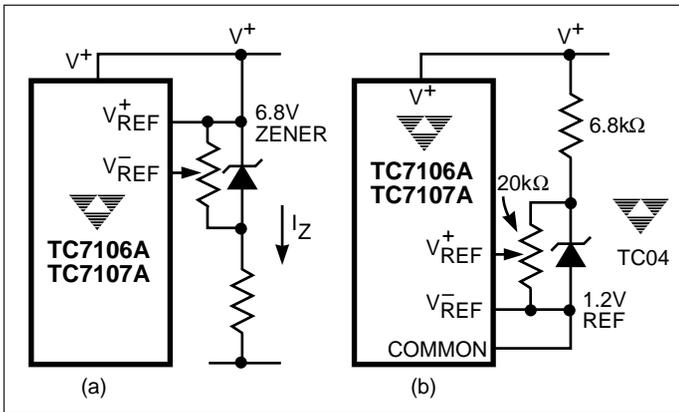 V+
V+
V+REF
V–REF
6.8V
ZENER
TC7106A
TC7107A
IZ
(a)
V+
V+
6.8kΩ
TC7106A
TC7107A
20kΩ
V+REF
TC04
V–REF
1.2V
REF
COMMON
(b)